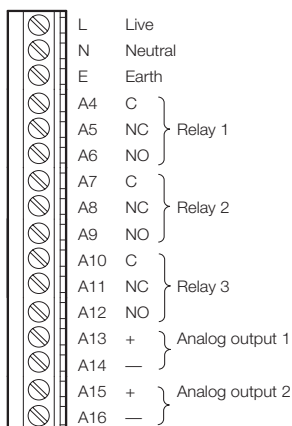 L Live
N Neutral
E Earth
A4 C
A5 NC Relay 1
A6 NO
A7 C
A8 NC Relay 2
A9 NO
A10 C
A11 NC Relay 3
A12 NO
A13 + Analog output 1
A14 —
A15 + Analog output 2
A16 —